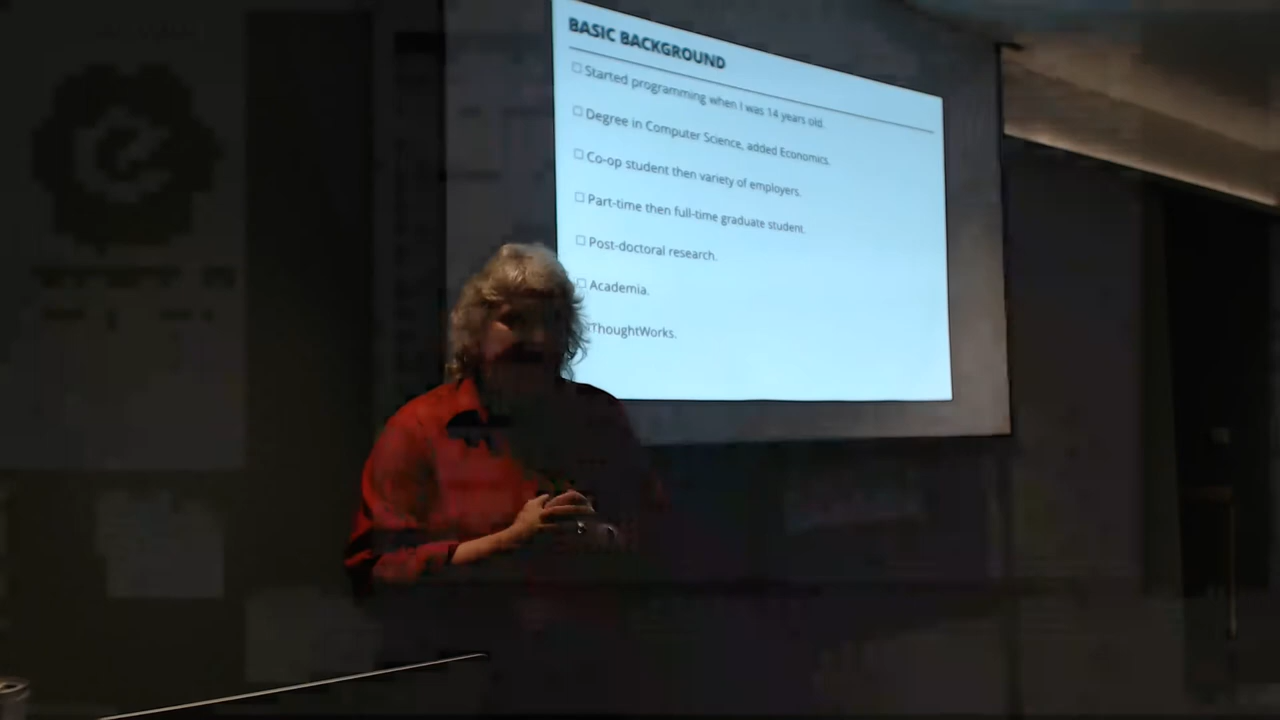 BASIC BACKGROUND
Started programming when I was 14 years old.
Degree in Computer Science, added Economics.
Co-op student then variety of employers.
Part-time then full-time graduate student.
Post-doctoral research.
Academia.
ThoughtWorks.